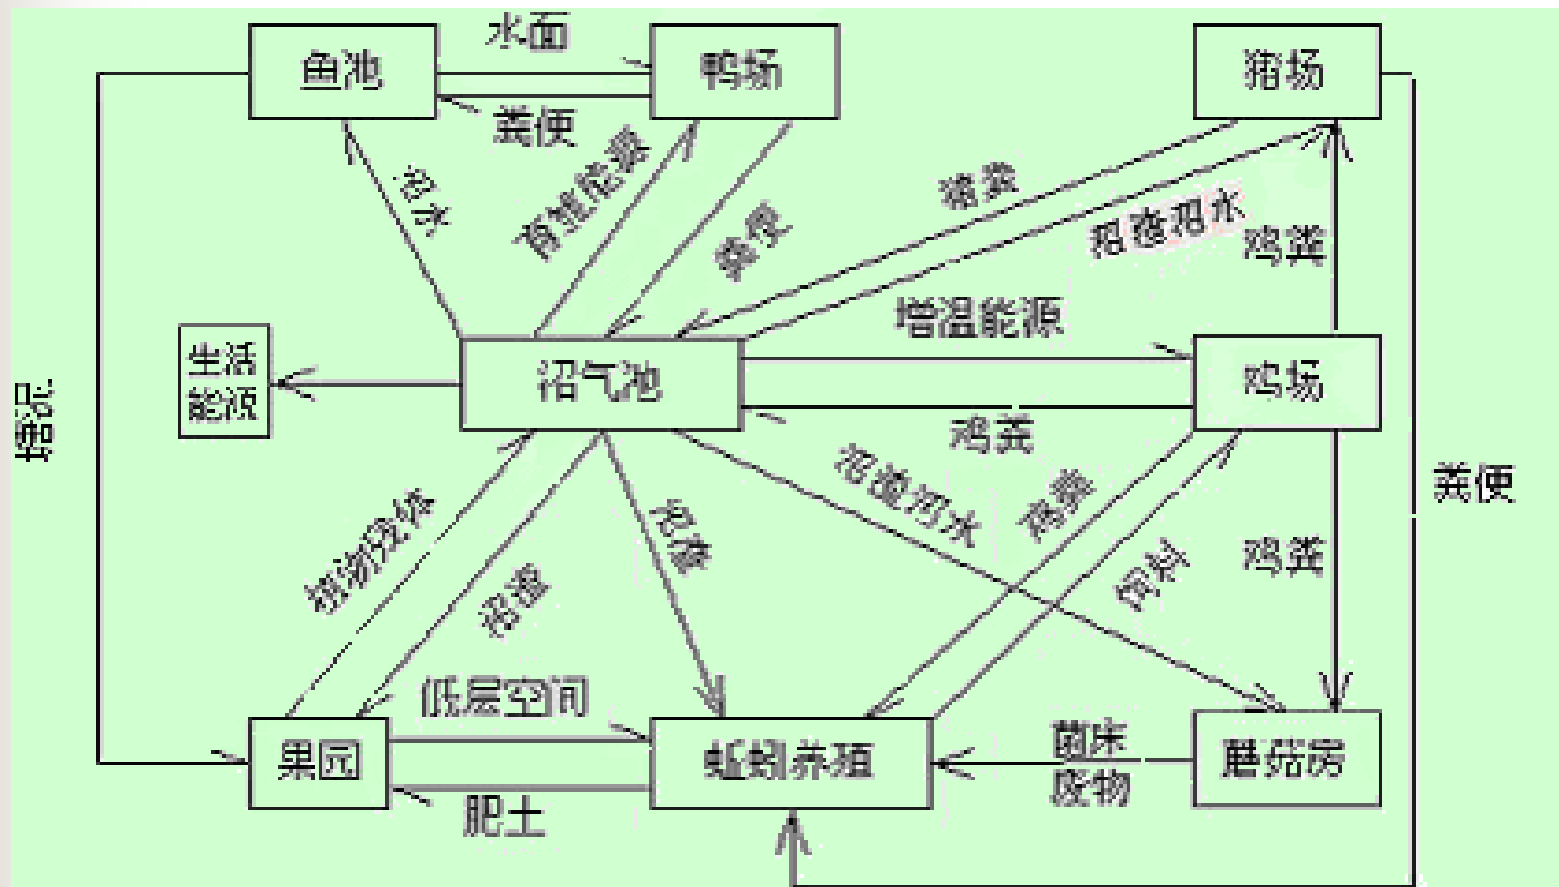 水面
鱼池
鸭场
猪场
粪便
沼水
育雏能源
粪便
猪粪
沼渣沼水
鸡粪
增温能源
生活
能源
沼气池
鸡场
塘泥
鸡粪
植物残体
沼渣
沼渣
沼渣河水
鸡粪
饲料
鸡粪
粪便
低层空间
果园
蚯蚓养殖
菌床
废物
蘑菇房
肥土